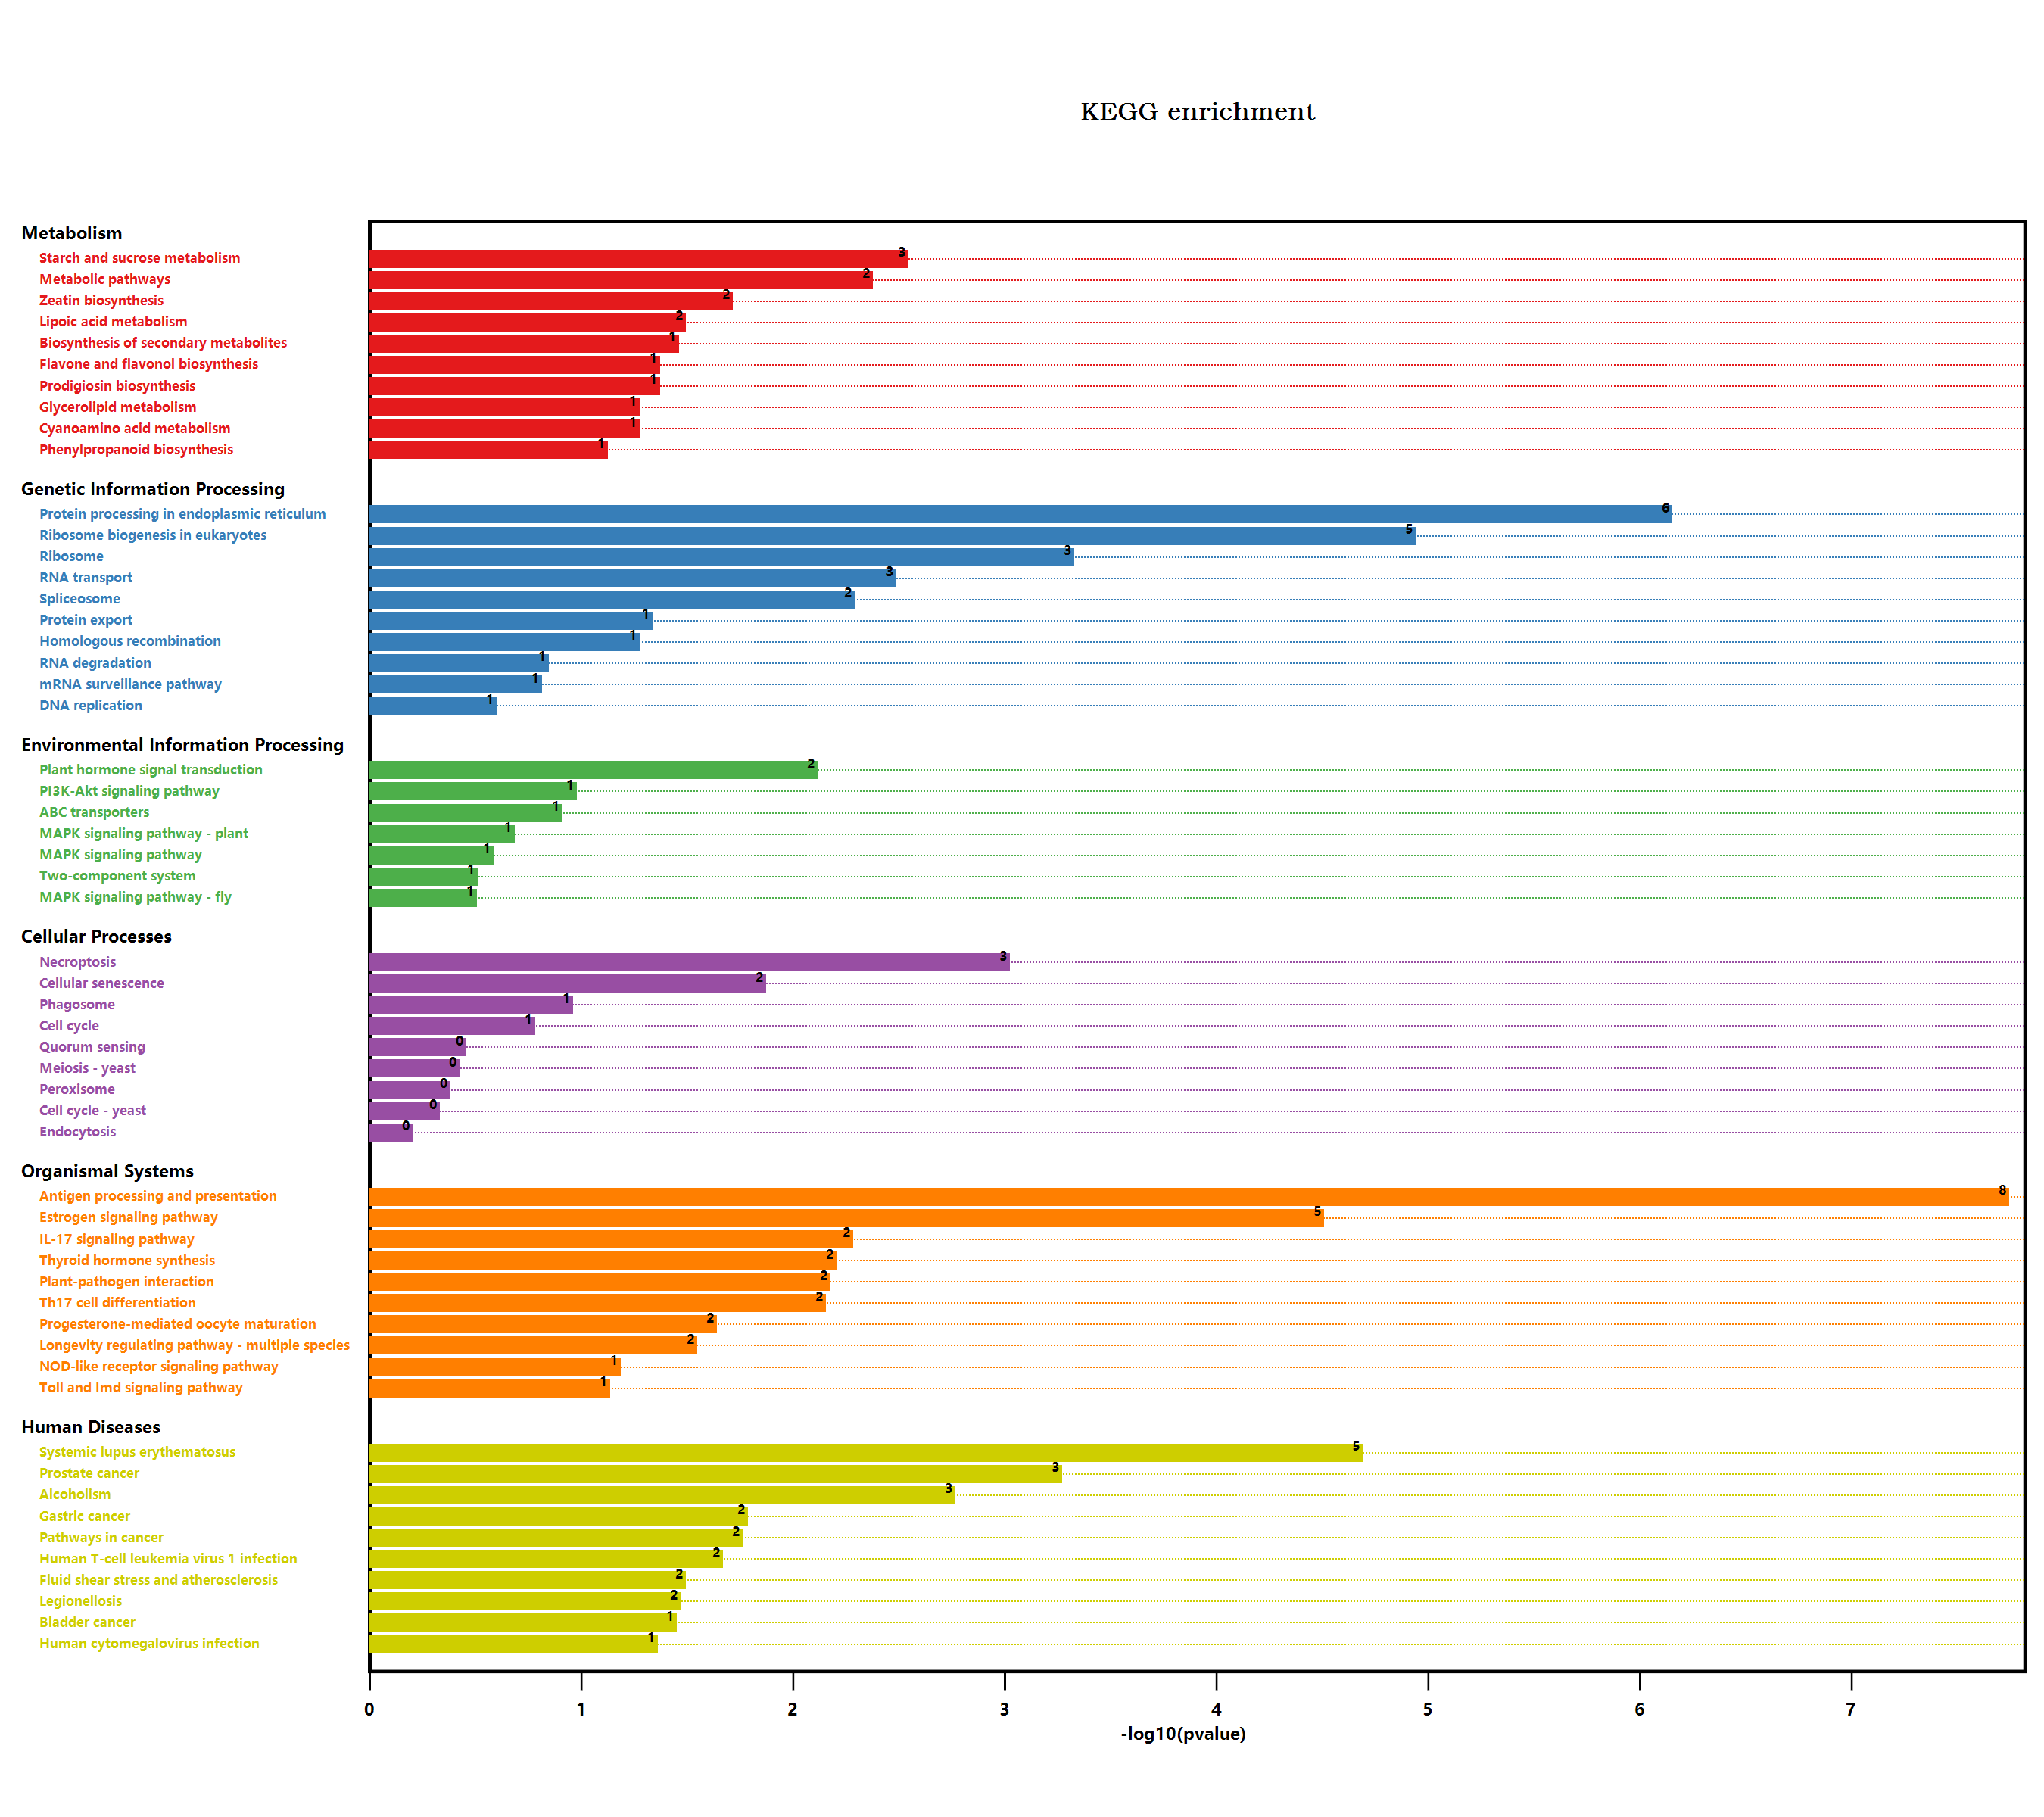 KEGG enrichment
Metabolism
Starch and sucrose metabolism 3
Metabolic pathways 2
Zeatin biosynthesis 2
Lipoic acid metabolism 2
Biosynthesis of secondary metabolites 1
Flavone and flavonol biosynthesis 1
Prodigiosin biosynthesis 1
Glycerolipid metabolism 1
Cyanoamino acid metabolism 1
Phenylpropanoid biosynthesis 1
Genetic Information Processing
Protein processing in endoplasmic reticulum 6
Ribosome biogenesis in eukaryotes 5
Ribosome 3
RNA transport 3
Spliceosome 2
Protein export 1
Homologous recombination 1
RNA degradation 1
mRNA surveillance pathway 1
DNA replication 1
Environmental Information Processing
Plant hormone signal transduction 2
PI3K-Akt signaling pathway 1
ABC transporters 1
MAPK signaling pathway - plant 1
MAPK signaling pathway 1
Two-component system 1
MAPK signaling pathway - fly 1
Cellular Processes
Necroptosis 3
Cellular senescence 2
Phagosome 1
Cell cycle 1
Quorum sensing 0
Meiosis - yeast 0
Peroxisome 0
Cell cycle - yeast 0
Endocytosis 0
Organismal Systems
Antigen processing and presentation 8
Estrogen signaling pathway 5
IL-17 signaling pathway 2
Thyroid hormone synthesis 2
Plant-pathogen interaction 2
Th17 cell differentiation 2
Progesterone-mediated oocyte maturation 2
Longevity regulating pathway - multiple species 2
NOD-like receptor signaling pathway 1
Toll and Imd signaling pathway 1
Human Diseases
Systemic lupus erythematosus 5
Prostate cancer 3
Alcoholism 3
Gastric cancer 2
Pathways in cancer 2
Human T-cell leukemia virus 1 infection 2
Fluid shear stress and atherosclerosis 2
Legionellosis 2
Bladder cancer 1
Human cytomegalovirus infection 1
0 1 2 3 4 5 6 7
-log10(pvalue)